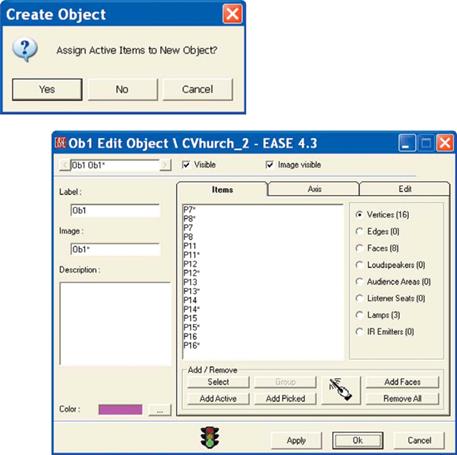 Create Object
Assign Active Items to New Object?
Yes
No
Cancel
Ob1 Edit Object \ CVhurch_2 - EASE 4.3
Ob1 Ob1*
Visible
Image visible
Label :
Ob1
Image :
Ob1*
Description :
Color :
...
Items
Axis
Edit
P7*
P8*
P7
P8
P11
P11*
P12
P12*
P13
P13*
P14
P14*
P15
P15*
P16
P16*
Vertices (16)
Edges (0)
Faces (8)
Loudspeakers (0)
Audience Areas (0)
Listener Seats (0)
Lamps (3)
IR Emitters (0)
Add / Remove
Select
Group
Add Faces
Add Active
Add Picked
Remove All
Apply
Ok
Cancel